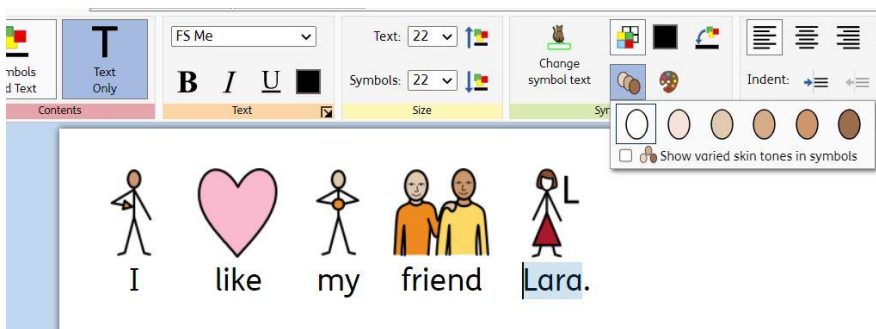 mbols
d Text
Text
Only
Contents
FS Me
B I U
Text
Text: 22
Symbols: 22
Size
Change
symbol text
Sy
Indent:
Show varied skin tones in symbols
L
I like my friend Lara.